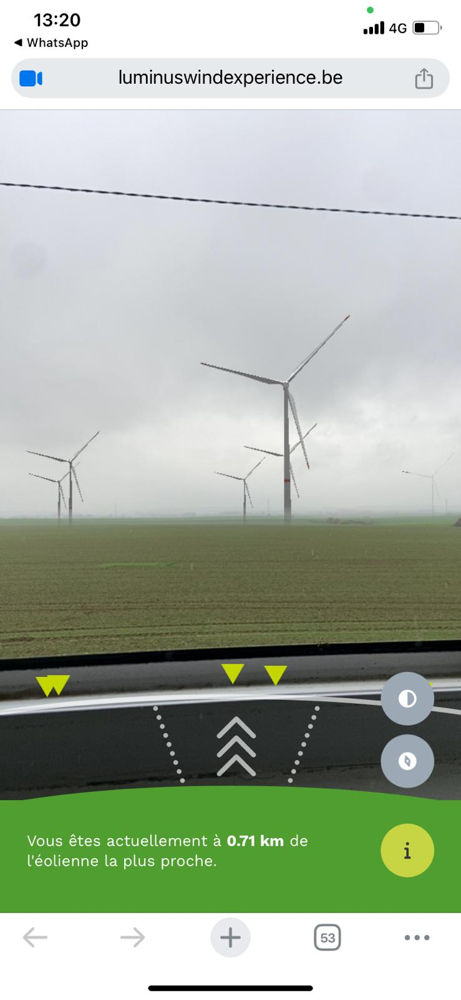 13:20
4G
◀ WhatsApp
luminuswindexperience.be
Vous êtes actuellement à 0.71 km de
l'éolienne la plus proche.
i
53